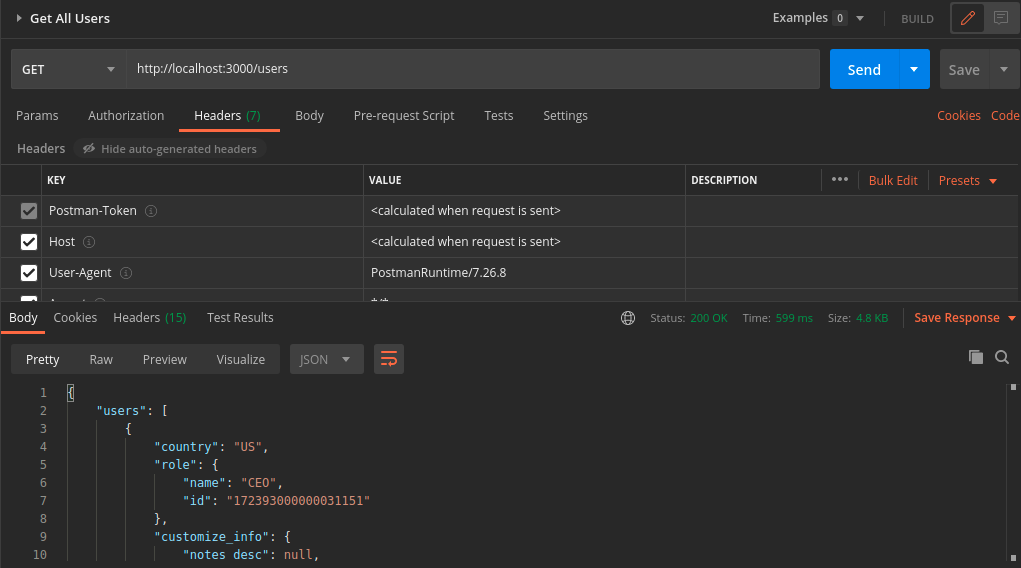 Get All Users Examples 0 BUILD
GET http://localhost:3000/users Send Save
Params Authorization Headers (7) Body Pre-request Script Tests Settings Cookies Code
Headers Hide auto-generated headers
KEY VALUE DESCRIPTION ••• Bulk Edit Presets
Postman-Token <calculated when request is sent>
Host <calculated when request is sent>
User-Agent PostmanRuntime/7.26.8
Body Cookies Headers (15) Test Results Status: 200 OK Time: 599 ms Size: 4.8 KB Save Response
Pretty Raw Preview Visualize JSON
1 {
2 "users": [
3 {
4 "country": "US",
5 "role": {
6 "name": "CEO",
7 "id": "172393000000031151"
8 },
9 "customize_info": {
10 "notes_desc": null,